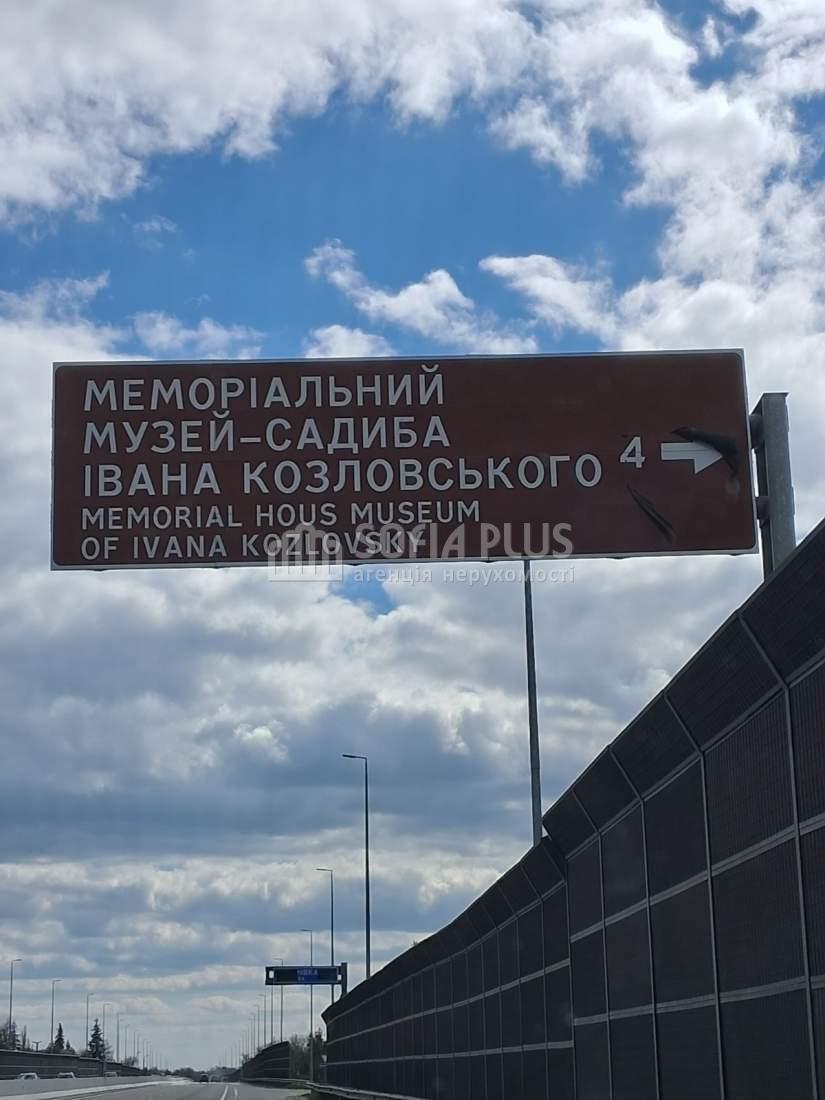 МЕМОРІАЛЬНИЙ
МУЗЕЙ-САДИБА
ІВАНА КОЗЛОВСЬКОГО 4
MEMORIAL HOUS MUSEUM
OF IVANA KOZLOVSKY
SOFIA PLUS
агенція нерухомості